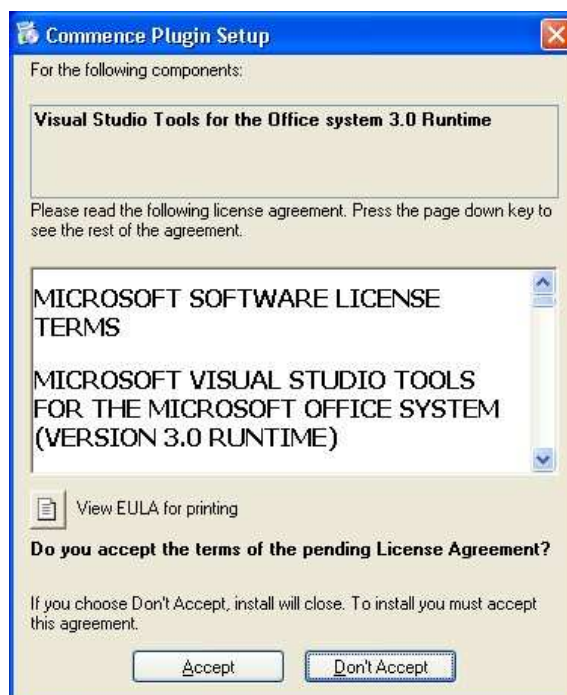 Commence Plugin Setup
For the following components:
Visual Studio Tools for the Office system 3.0 Runtime
Please read the following license agreement. Press the page down key to
see the rest of the agreement.
MICROSOFT SOFTWARE LICENSE
TERMS
MICROSOFT VISUAL STUDIO TOOLS
FOR THE MICROSOFT OFFICE SYSTEM
(VERSION 3.0 RUNTIME)
View EULA for printing
Do you accept the terms of the pending License Agreement?
If you choose Don't Accept, install will close. To install you must accept
this agreement.
Accept Don't Accept